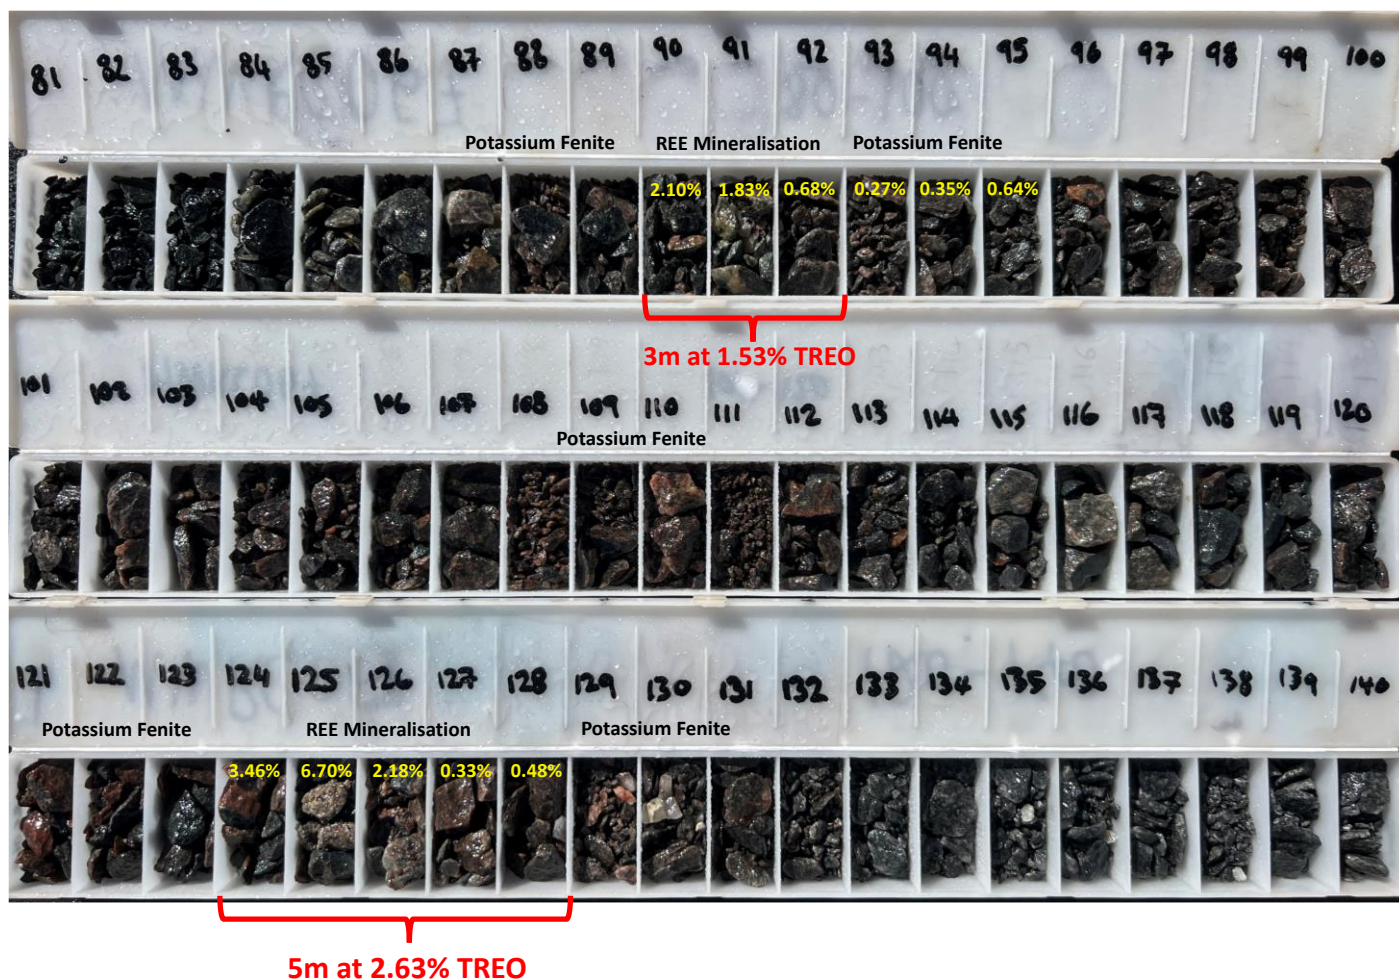 81 82 83 84 85 86 87 88 89 90 91 92 93 94 95 96 97 98 99 100
Potassium Fenite REE Mineralisation Potassium Fenite
2.10% 1.83% 0.68% 0.27% 0.35% 0.64%
3m at 1.53% TREO
101 102 103 104 105 106 107 108 109 110 111 112 113 114 115 116 117 118 119 120
Potassium Fenite
121 122 123 124 125 126 127 128 129 130 131 132 133 134 135 136 137 138 139 140
Potassium Fenite REE Mineralisation Potassium Fenite
3.46% 6.70% 2.18% 0.33% 0.48%
5m at 2.63% TREO